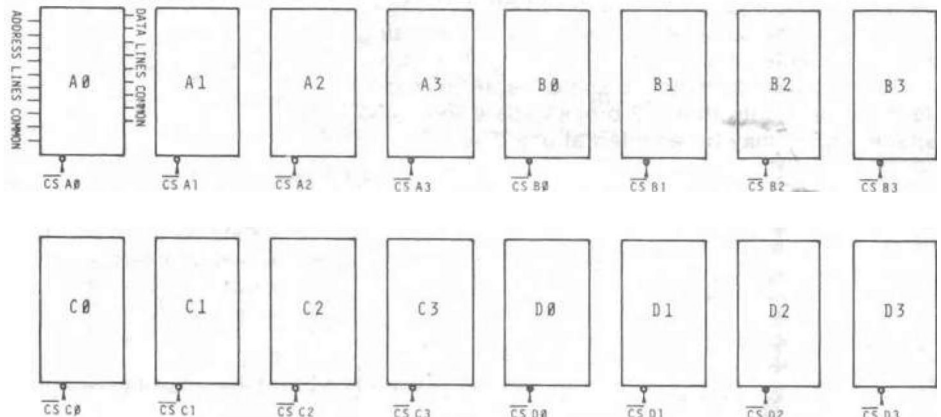 ADDRESS LINES COMMON
DATA LINES COMMON
A0 A1 A2 A3 B0 B1 B2 B3
CS A0 CS A1 CS A2 CS A3 CS B0 CS B1 CS B2 CS B3
C0 C1 C2 C3 D0 D1 D2 D3
CS C0 CS C1 CS C2 CS C3 CS D0 CS D1 CS D2 CS D3